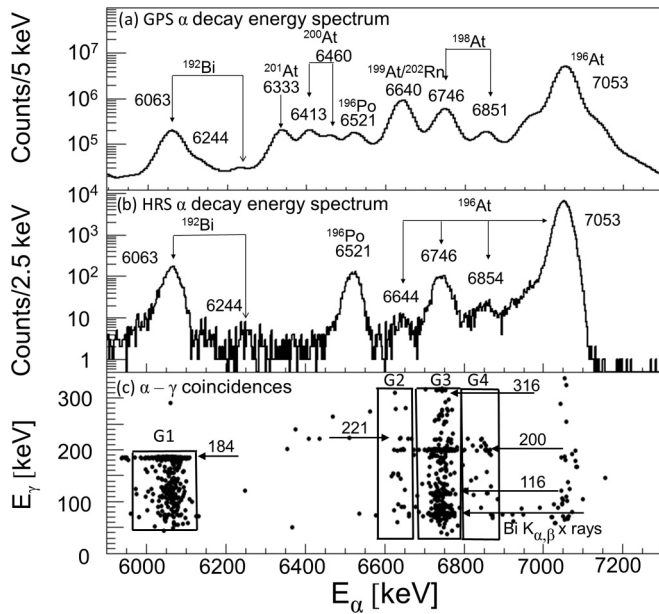 (a) GPS α decay energy spectrum
²⁰⁰At
6460
¹⁹²Bi
²⁰¹At
6333
¹⁹⁹At/²⁰²Rn
6640
¹⁹⁸At
¹⁹⁶At
7053
6063
6244
6413
¹⁹⁶Po
6521
6746
6851
10⁷
10⁶
10⁵
Counts/5 keV
(b) HRS α decay energy spectrum
¹⁹²Bi
6063
6244
¹⁹⁶Po
6521
¹⁹⁶At
6644
6746
6854
7053
10⁴
10³
10²
10
1
Counts/2.5 keV
(c) α − γ coincidences
G1
G2
G3
G4
316
221
184
200
116
Bi Kα,β x rays
300
200
100
0
Eγ [keV]
6000 6200 6400 6600 6800 7000 7200
Eα [keV]